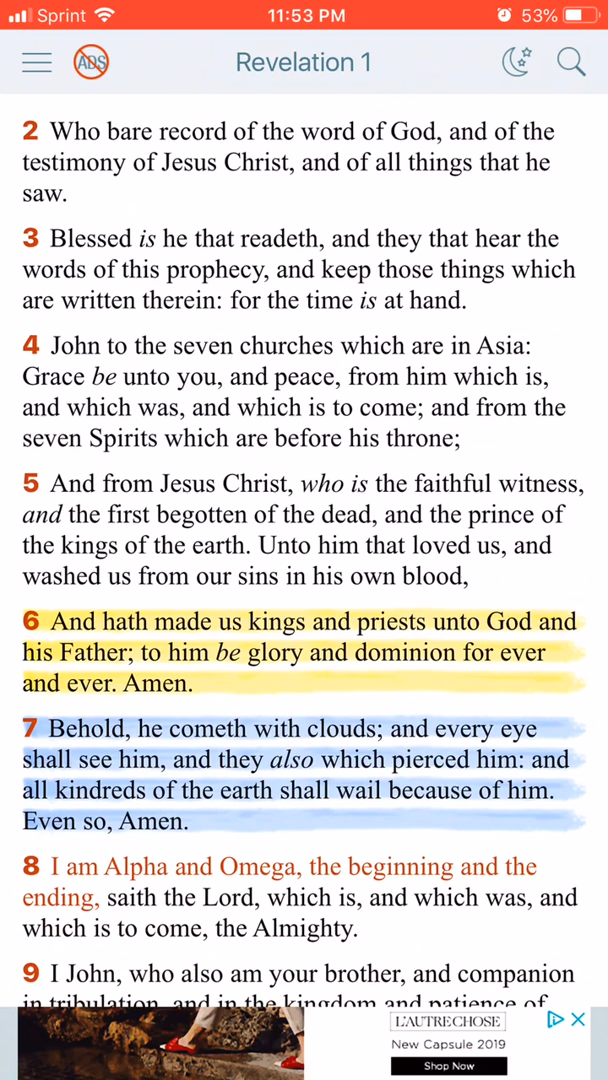 Sprint 11:53 PM 53%
ADS Revelation 1
2 Who bare record of the word of God, and of the
testimony of Jesus Christ, and of all things that he
saw.
3 Blessed is he that readeth, and they that hear the
words of this prophecy, and keep those things which
are written therein: for the time is at hand.
4 John to the seven churches which are in Asia:
Grace be unto you, and peace, from him which is,
and which was, and which is to come; and from the
seven Spirits which are before his throne;
5 And from Jesus Christ, who is the faithful witness,
and the first begotten of the dead, and the prince of
the kings of the earth. Unto him that loved us, and
washed us from our sins in his own blood,
6 And hath made us kings and priests unto God and
his Father; to him be glory and dominion for ever
and ever. Amen.
7 Behold, he cometh with clouds; and every eye
shall see him, and they also which pierced him: and
all kindreds of the earth shall wail because of him.
Even so, Amen.
8 I am Alpha and Omega, the beginning and the
ending, saith the Lord, which is, and which was, and
which is to come, the Almighty.
9 I John, who also am your brother, and companion
in tribulation, and in the kingdom and patience of
L'AUTRE CHOSE
New Capsule 2019
Shop Now